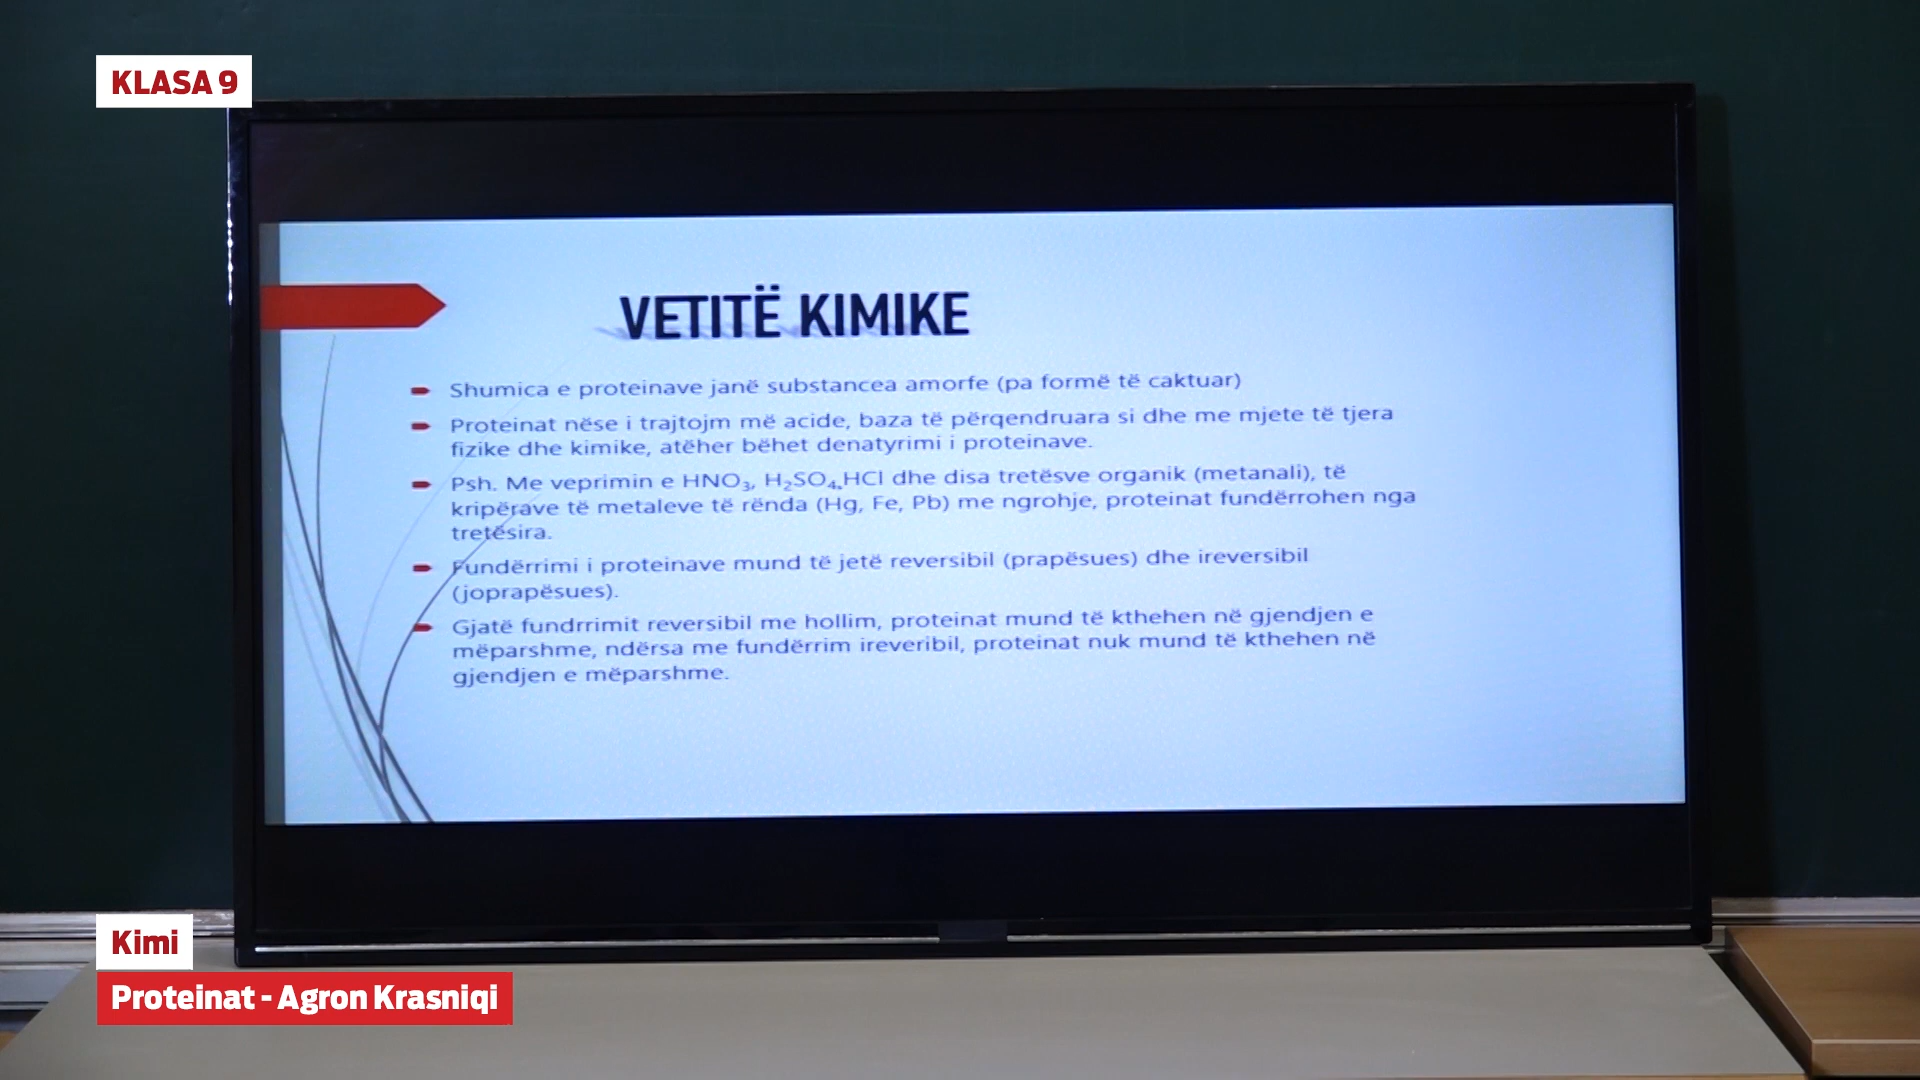 KLASA 9
VETITË KIMIKE
Shumica e proteinave janë substancea amorfe (pa formë të caktuar)
Proteinat nëse i trajtojm më acide, baza të përqendruara si dhe me mjete të tjera
fizike dhe kimike, atëher bëhet denatyrimi i proteinave.
Psh. Me veprimin e HNO₃, H₂SO₄,HCl dhe disa tretësve organik (metanali), të
kripërave të metaleve të rënda (Hg, Fe, Pb) me ngrohje, proteinat fundërrohen nga
tretësira.
Fundërrimi i proteinave mund të jetë reversibil (prapësues) dhe ireversibil
(joprapësues).
Gjatë fundrrimit reversibil me hollim, proteinat mund të kthehen në gjendjen e
mëparshme, ndërsa me fundërrim ireveribil, proteinat nuk mund të kthehen në
gjendjen e mëparshme.
Kimi
Proteinat - Agron Krasniqi